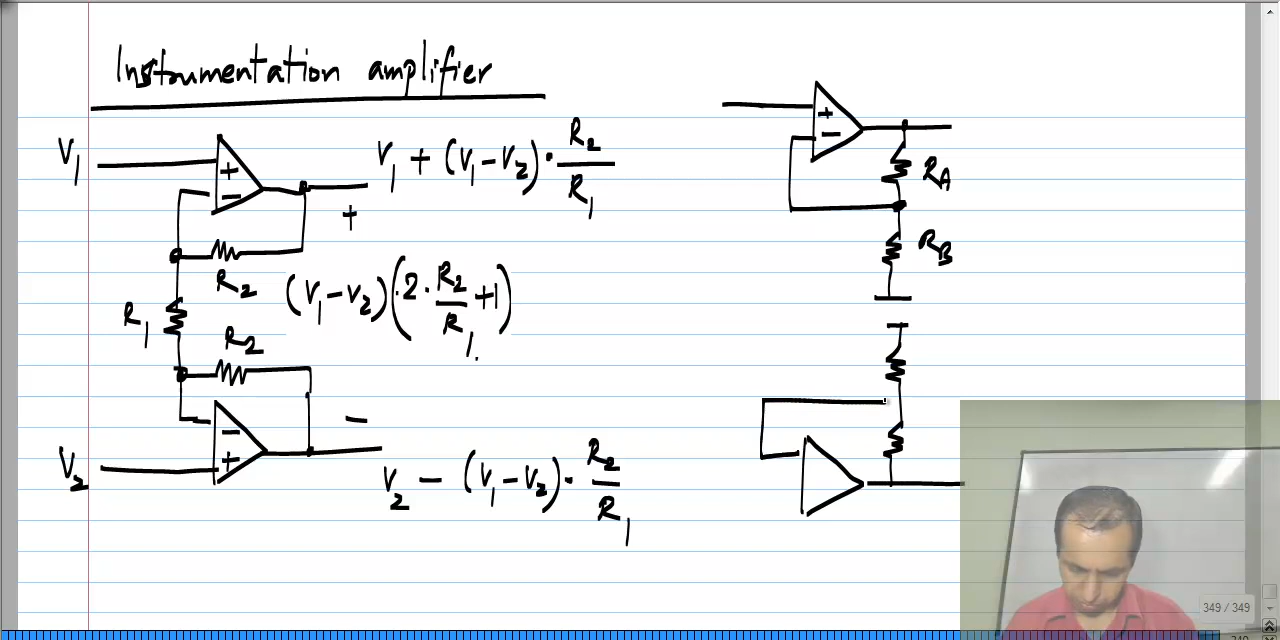 Instrumentation amplifier
V1
+
−
V1 + (V1 − V2) · R2/R1
+
R2
R1
(V1 − V2)(2 · R2/R1 + 1)
R2
−
+
−
V2
V2 − (V1 − V2) · R2/R1
+
−
RA
RB
349 / 349